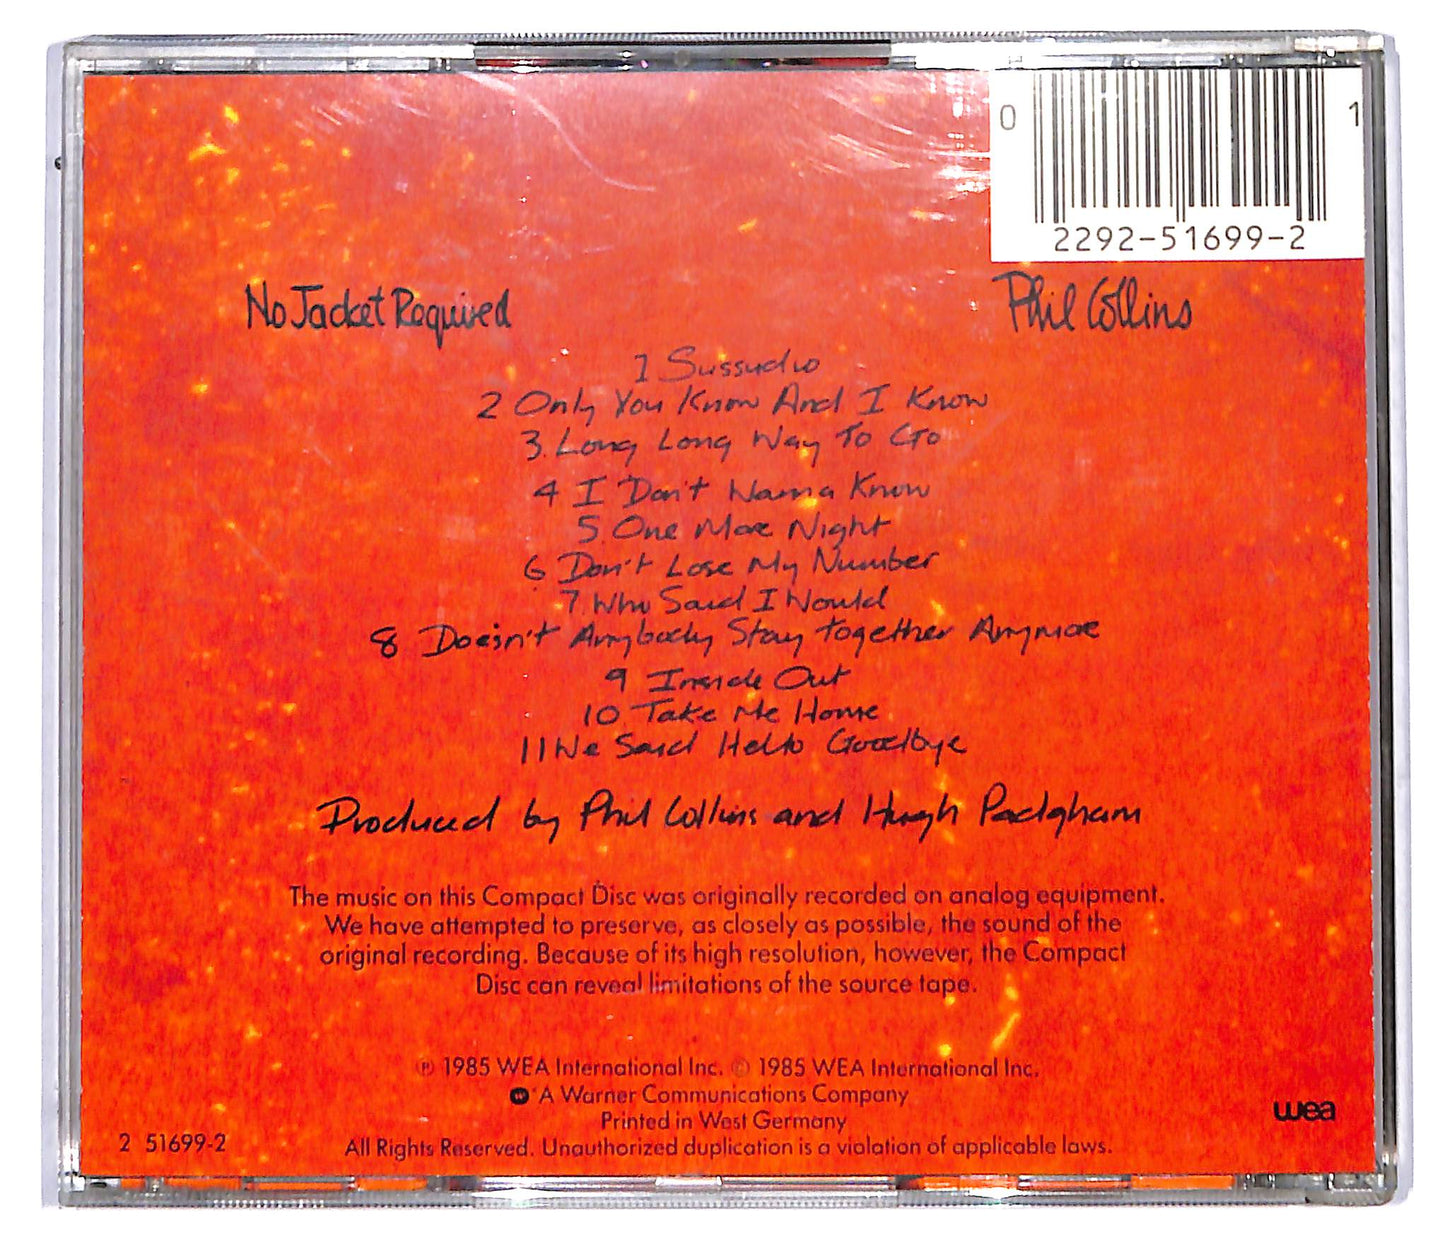 0 1
2292-51699-2
No Jacket Required Phil Collins
1 Sussudio
2 Only You Know And I Know
3. Long Long Way To Go
4 I Don't Wanna Know
5. One More Night
6 Don't Lose My Number
7. Who Said I Would
8 Doesn't Anybody Stay Together Anymore
9 Inside Out
10 Take Me Home
11 We Said Hello Goodbye
Produced by Phil Collins and Hugh Padgham
The music on this Compact Disc was originally recorded on analog equipment.
We have attempted to preserve, as closely as possible, the sound of the
original recording. Because of its high resolution, however, the Compact
Disc can reveal limitations of the source tape.
℗ 1985 WEA International Inc. © 1985 WEA International Inc.
A Warner Communications Company
Printed in West Germany
wea
2 51699-2
All Rights Reserved. Unauthorized duplication is a violation of applicable laws.